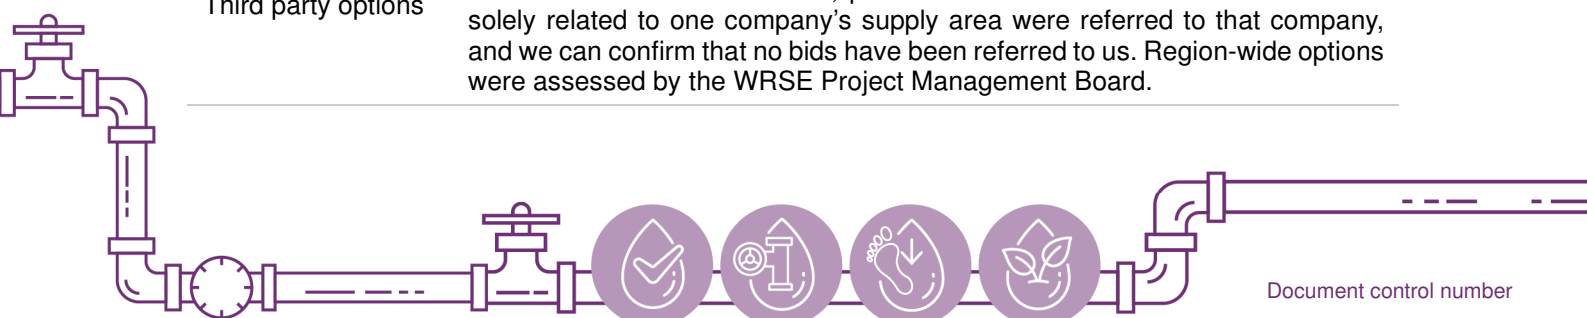 Third party options
solely related to one company's supply area were referred to that company,
and we can confirm that no bids have been referred to us. Region-wide options
were assessed by the WRSE Project Management Board.
Document control number